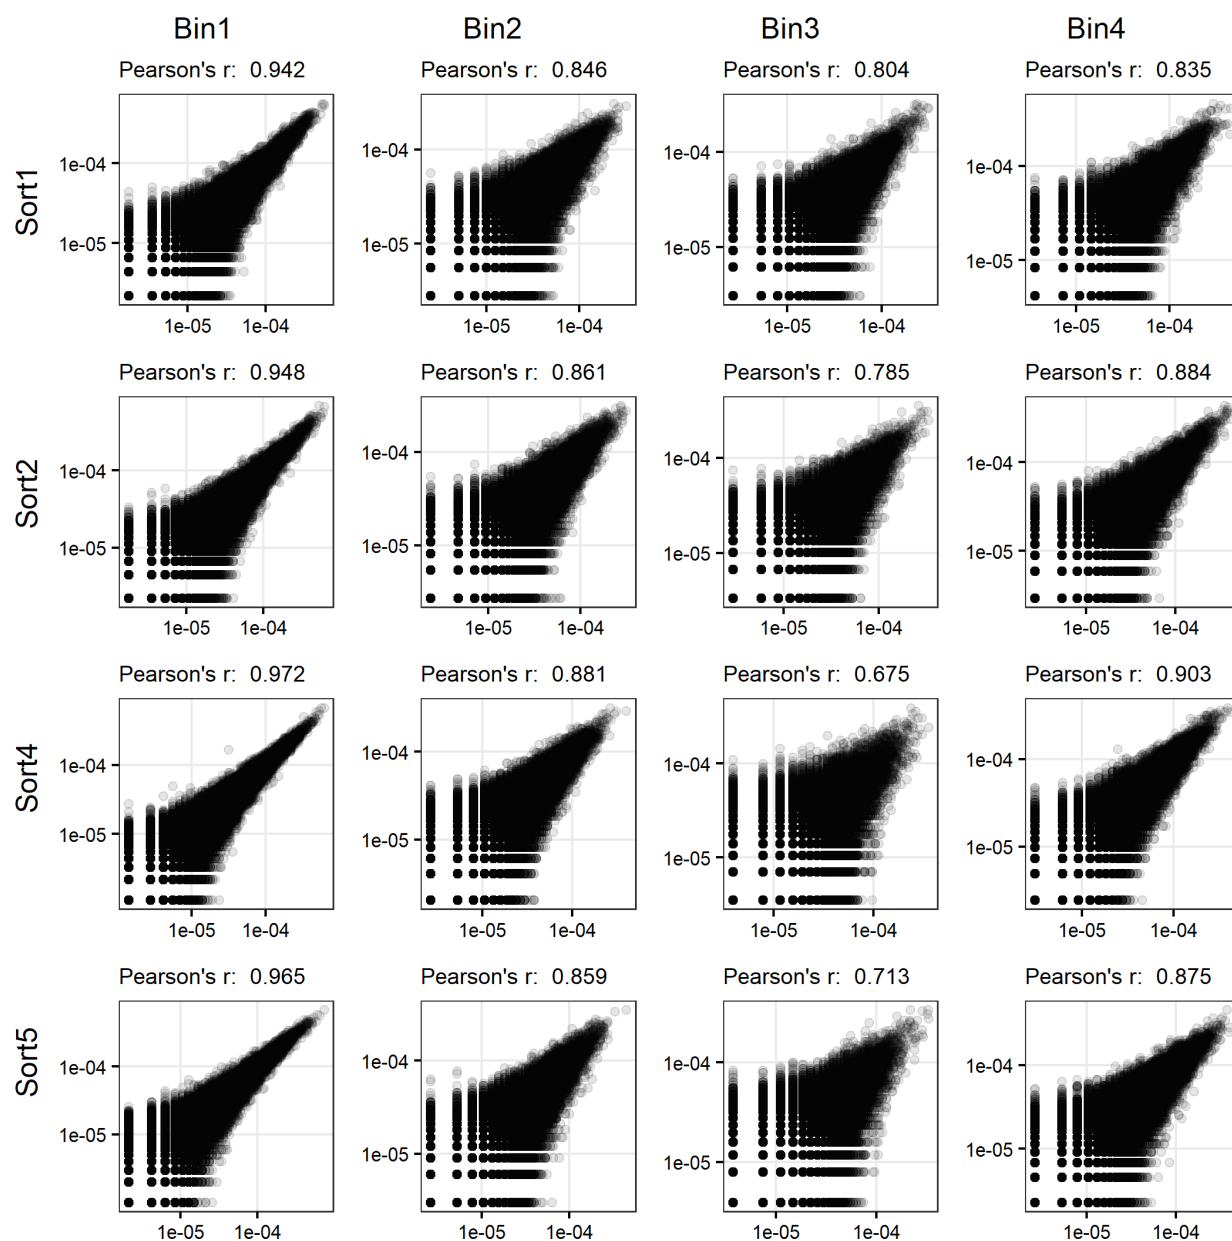 Bin1 Bin2 Bin3 Bin4
Pearson's r: 0.942 Pearson's r: 0.846 Pearson's r: 0.804 Pearson's r: 0.835
Sort1
1e-04 1e-04 1e-04 1e-04
1e-05 1e-05 1e-05 1e-05
1e-05 1e-04 1e-05 1e-04 1e-05 1e-04 1e-05 1e-04
Pearson's r: 0.948 Pearson's r: 0.861 Pearson's r: 0.785 Pearson's r: 0.884
Sort2
1e-04 1e-04 1e-04 1e-04
1e-05 1e-05 1e-05 1e-05
1e-05 1e-04 1e-05 1e-04 1e-05 1e-04 1e-05 1e-04
Pearson's r: 0.972 Pearson's r: 0.881 Pearson's r: 0.675 Pearson's r: 0.903
Sort4
1e-04 1e-04 1e-04 1e-04
1e-05 1e-05 1e-05 1e-05
1e-05 1e-04 1e-05 1e-04 1e-05 1e-04 1e-05 1e-04
Pearson's r: 0.965 Pearson's r: 0.859 Pearson's r: 0.713 Pearson's r: 0.875
Sort5
1e-04 1e-04 1e-04 1e-04
1e-05 1e-05 1e-05 1e-05
1e-05 1e-04 1e-05 1e-04 1e-05 1e-04 1e-05 1e-04